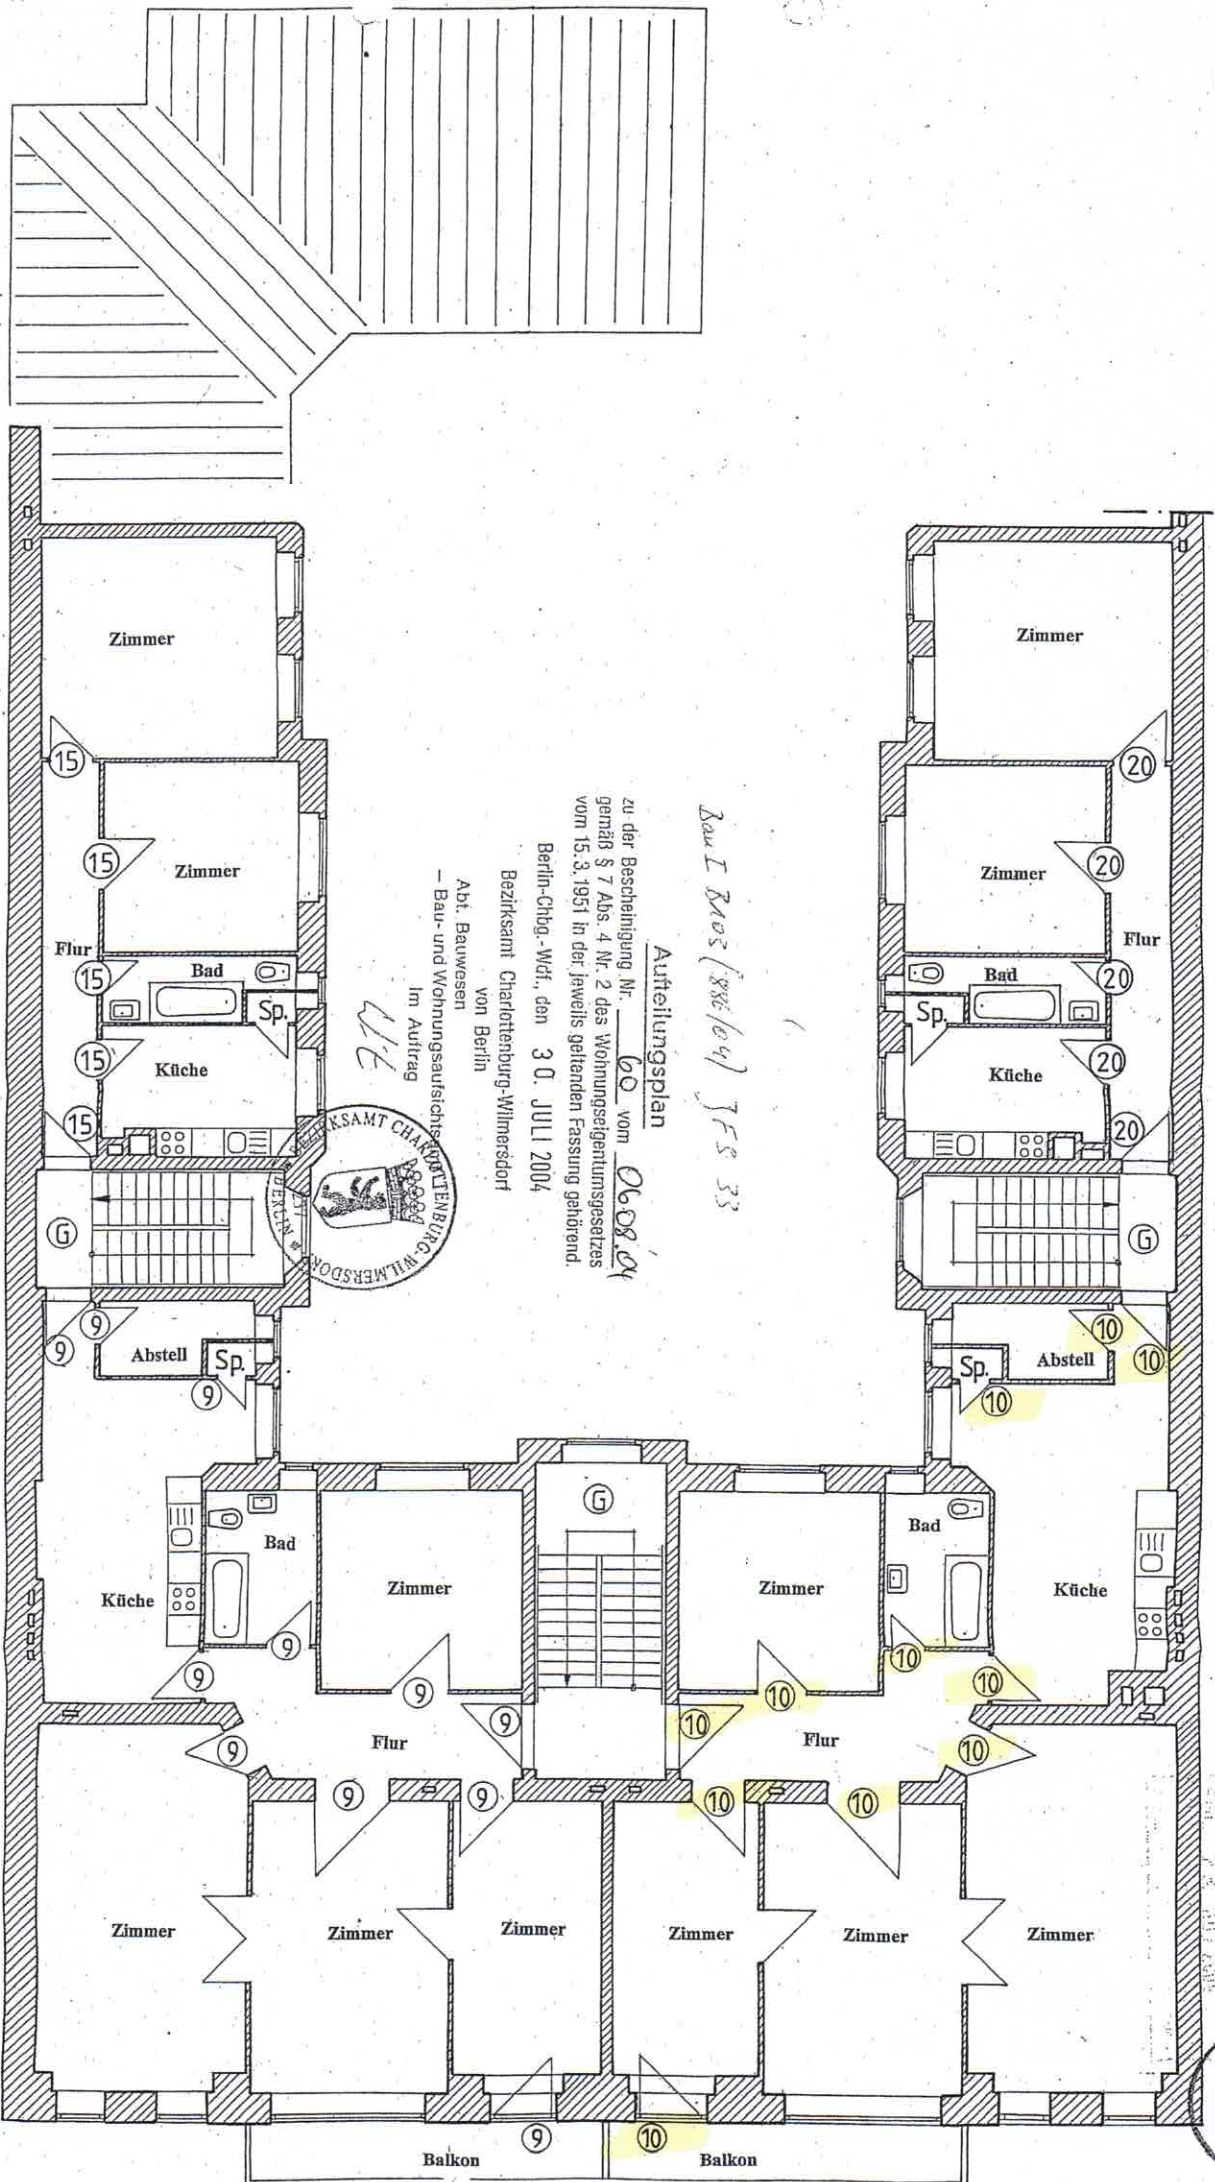 Zimmer
Zimmer
15
20
15
Zimmer
Zimmer
20
Flur
Flur
15
Bad
Bad
20
Sp.
Sp.
15
Küche
Küche
20
15
20
Bau I
Aufteilungsplan
zu der Bescheinigung Nr. 60 vom 06.08.04
gemäß § 7 Abs. 4 Nr. 2 des Wohnungseigentumsgesetzes
vom 15.3.1951 in der jeweils geltanden Fassung gehörend.
Berlin-Chbg.-Wdf., den 30. JULI 2004
Bezirksamt Charlottenburg-Wilmersdorf
von Berlin
Abt. Bauwesen
– Bau- und Wohnungsaufsichts
Im Auftrag
BEZIRKSAMT CHARLOTTENBURG-WILMERSDORF
BERLIN
G
G
9
9
10
10
Abstell
Sp.
Sp.
Abstell
9
10
G
Bad
Bad
Zimmer
Zimmer
Küche
Küche
9
10
9
9
10
10
9
10
Flur
Flur
9
10
9
9
10
10
Zimmer
Zimmer
Zimmer
Zimmer
Zimmer
Zimmer
9
10
Balkon
Balkon